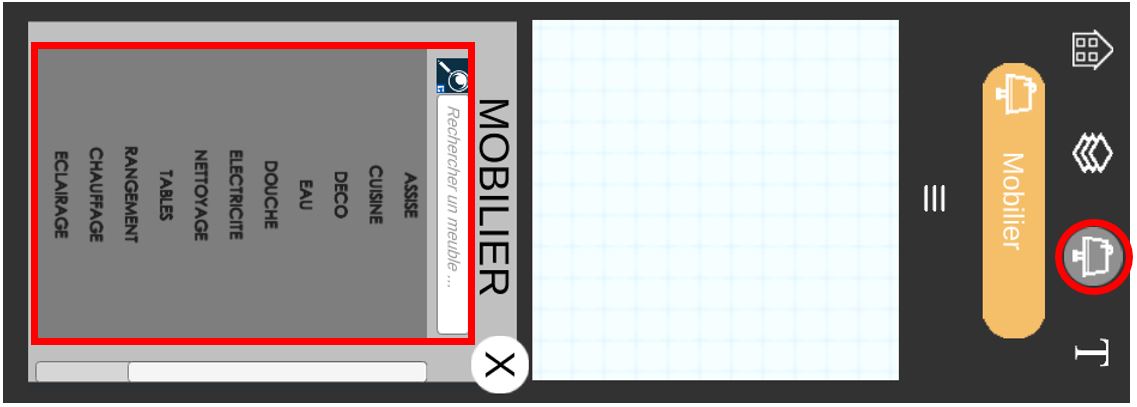 T
Mobilier
MOBILIER
X
Rechercher un meuble ...
ASSISE
CUISINE
DECO
EAU
DOUCHE
ELECTRICITE
NETTOYAGE
TABLES
RANGEMENT
CHAUFFAGE
ECLAIRAGE